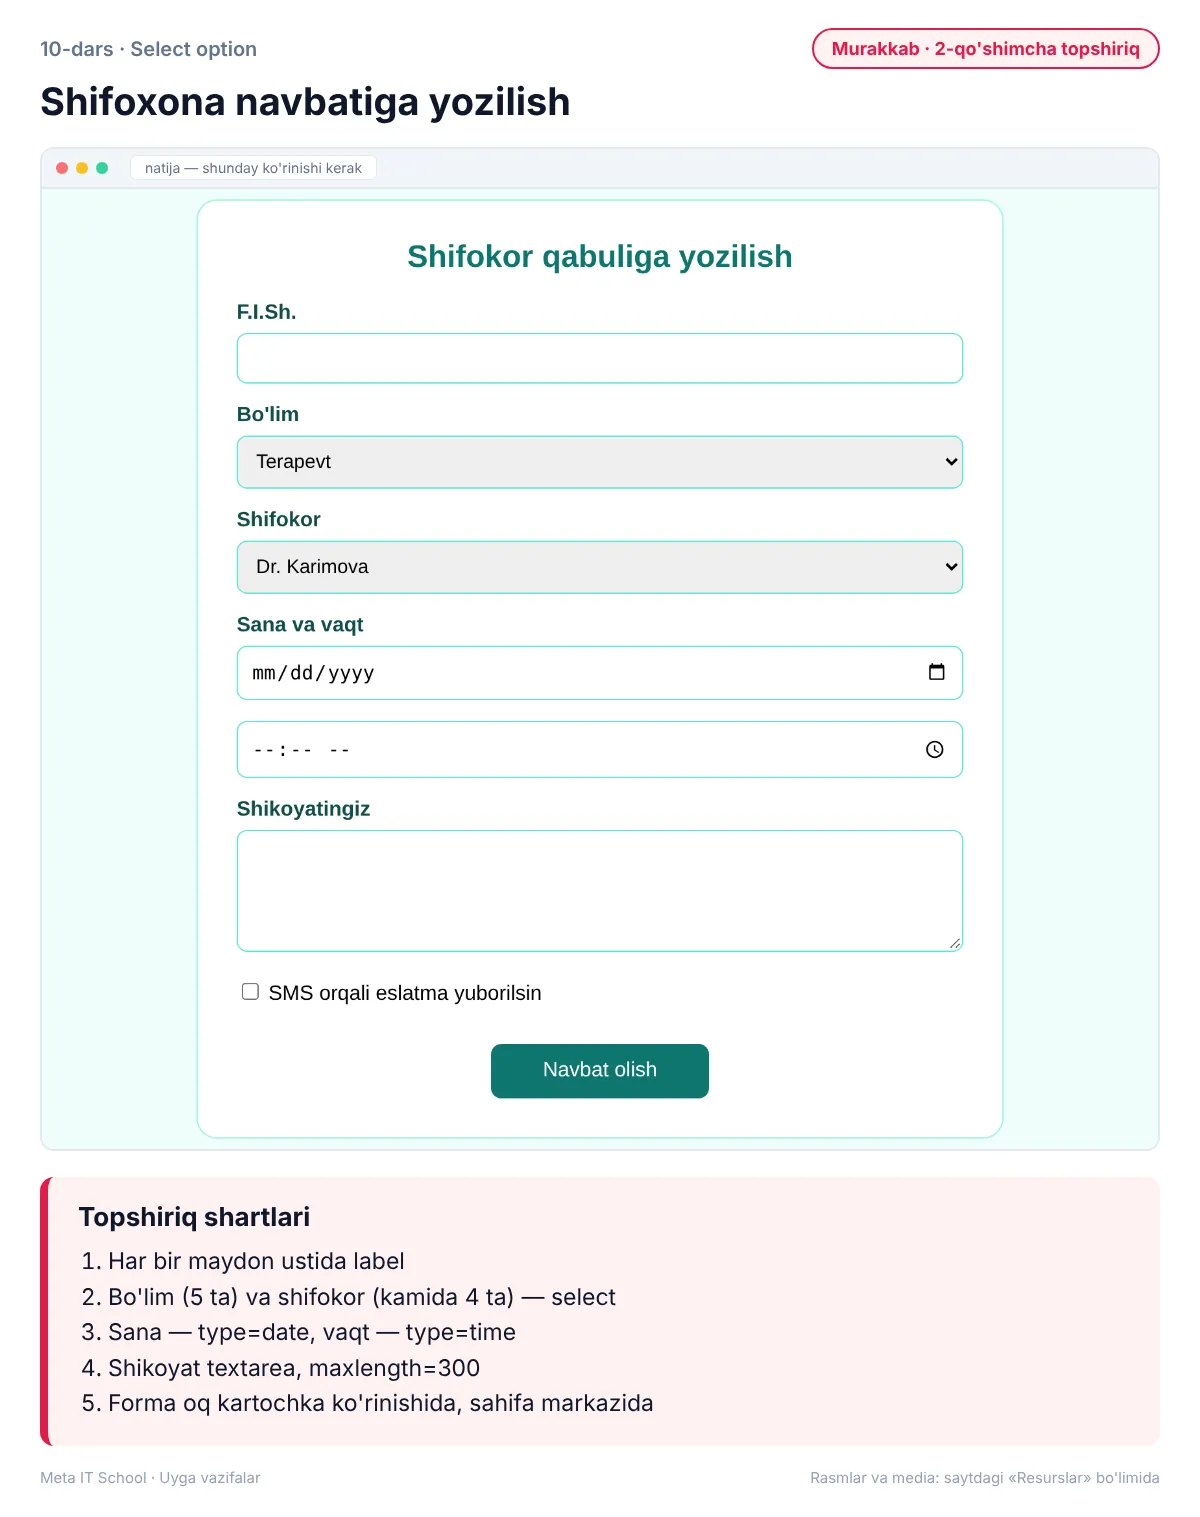 10-dars · Select option
Murakkab · 2-qo'shimcha topshiriq
Shifoxona navbatiga yozilish
natija — shunday ko'rinishi kerak
Shifokor qabuliga yozilish
F.I.Sh.
Bo'lim
Terapevt
Shifokor
Dr. Karimova
Sana va vaqt
mm/dd/yyyy
--:-- --
Shikoyatingiz
SMS orqali eslatma yuborilsin
Navbat olish
Topshiriq shartlari
1. Har bir maydon ustida label
2. Bo'lim (5 ta) va shifokor (kamida 4 ta) — select
3. Sana — type=date, vaqt — type=time
4. Shikoyat textarea, maxlength=300
5. Forma oq kartochka ko'rinishida, sahifa markazida
Meta IT School · Uyga vazifalar
Rasmlar va media: saytdagi «Resurslar» bo'limida